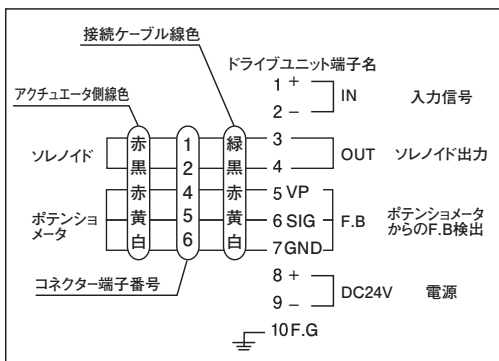 接続ケーブル線色
ドライブユニット端子名
アクチュエータ側線色
1 + IN 入力信号
2 −
ソレノイド 赤 1 緑 3 OUT ソレノイド出力
黒 2 黒 4
ポテンショメータ 赤 4 赤 5 VP F.B ポテンショメータからのF.B検出
黄 5 黄 6 SIG
白 6 白 7 GND
コネクター端子番号
8 + DC24V 電源
9 −
10 F.G